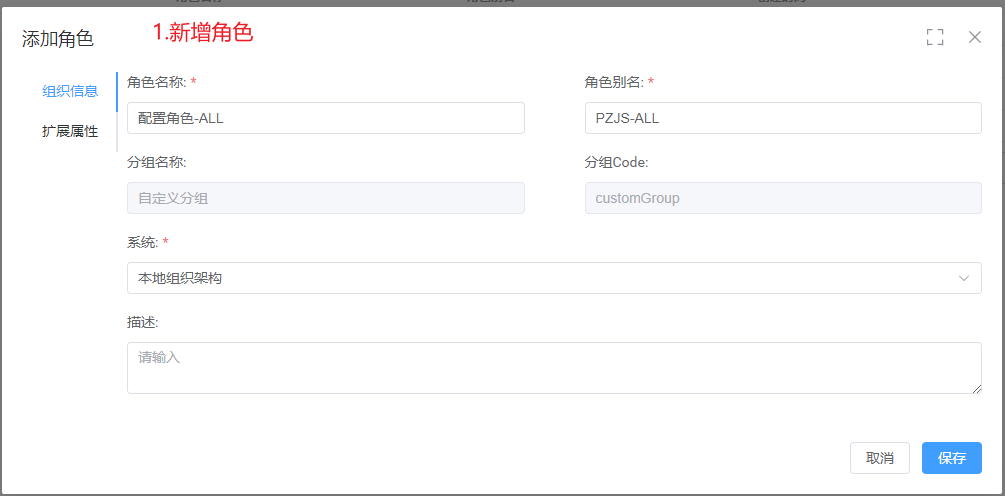 添加角色
1.新增角色
组织信息
扩展属性
角色名称: *
角色别名: *
配置角色-ALL
PZJS-ALL
分组名称:
分组Code:
自定义分组
customGroup
系统: *
本地组织架构
描述:
请输入
取消
保存